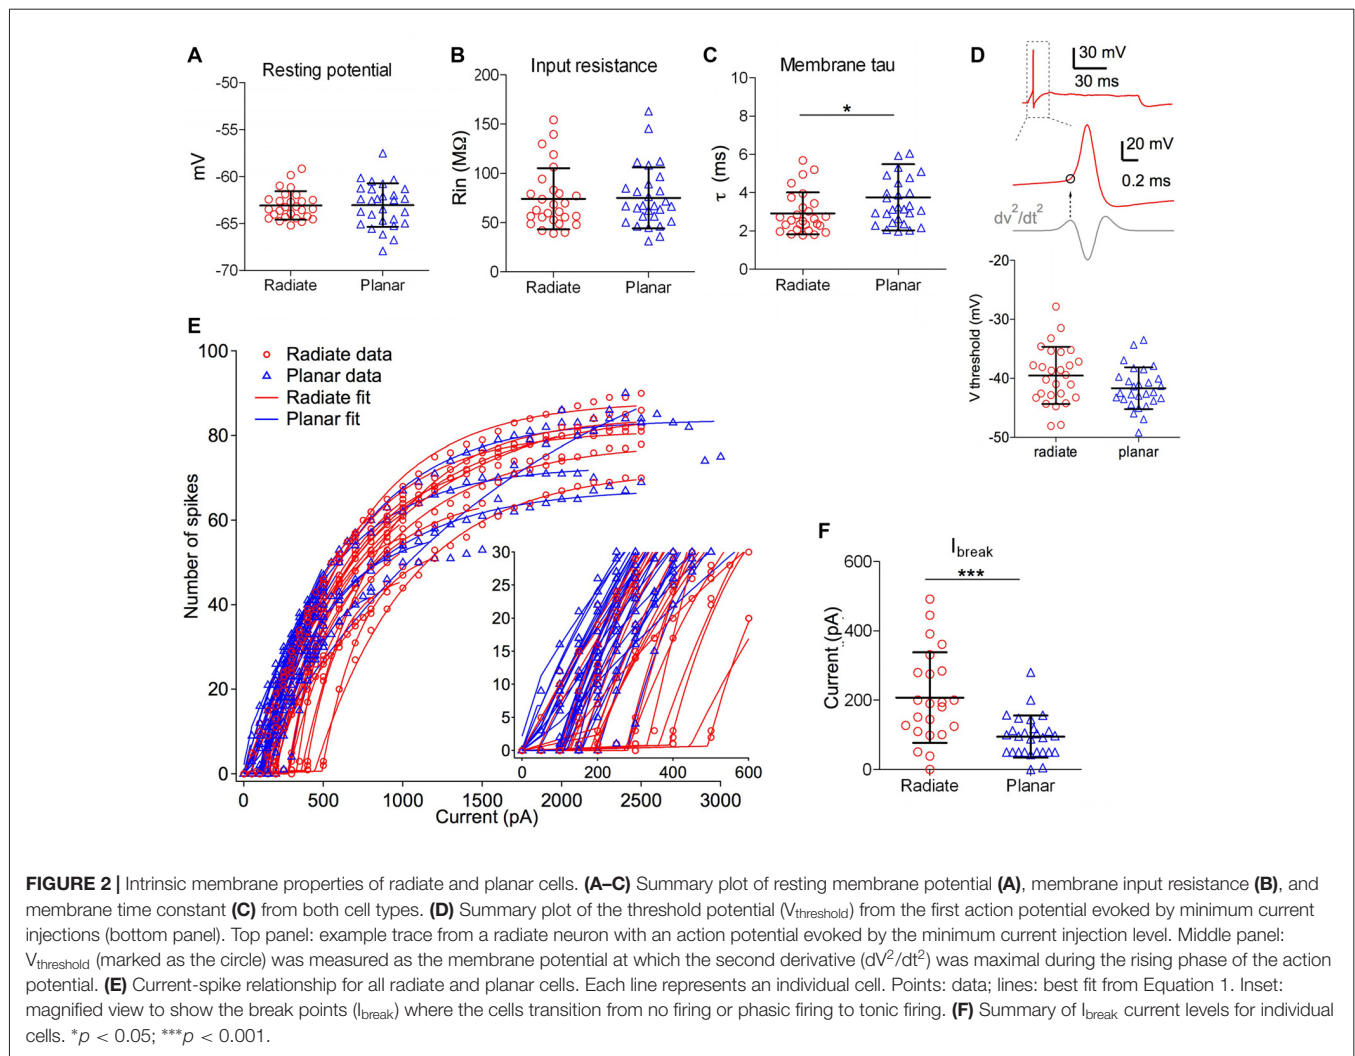 A
Resting potential
-50
-55
-60
-65
-70
mV
Radiate
Planar
B
Input resistance
200
150
100
50
0
Rin (MΩ)
Radiate
Planar
C
Membrane tau
10
8
6
4
2
0
τ (ms)
*
Radiate
Planar
D
30 mV
30 ms
20 mV
0.2 ms
dv²/dt²
-20
-30
-40
-50
V threshold (mV)
radiate
planar
E
100
80
60
40
20
0
Number of spikes
Radiate data
Planar data
Radiate fit
Planar fit
30
25
20
15
10
5
0
0 200 400 600
0 500 1000 1500 2000 2500 3000
Current (pA)
F
I break
***
600
400
200
0
Current (pA)
Radiate
Planar
FIGURE 2 | Intrinsic membrane properties of radiate and planar cells. (A–C) Summary plot of resting membrane potential (A), membrane input resistance (B), and
membrane time constant (C) from both cell types. (D) Summary plot of the threshold potential (Vthreshold) from the first action potential evoked by minimum current
injections (bottom panel). Top panel: example trace from a radiate neuron with an action potential evoked by the minimum current injection level. Middle panel:
Vthreshold (marked as the circle) was measured as the membrane potential at which the second derivative (dV²/dt²) was maximal during the rising phase of the action
potential. (E) Current-spike relationship for all radiate and planar cells. Each line represents an individual cell. Points: data; lines: best fit from Equation 1. Inset:
magnified view to show the break points (Ibreak) where the cells transition from no firing or phasic firing to tonic firing. (F) Summary of Ibreak current levels for individual
cells. *p < 0.05; ***p < 0.001.